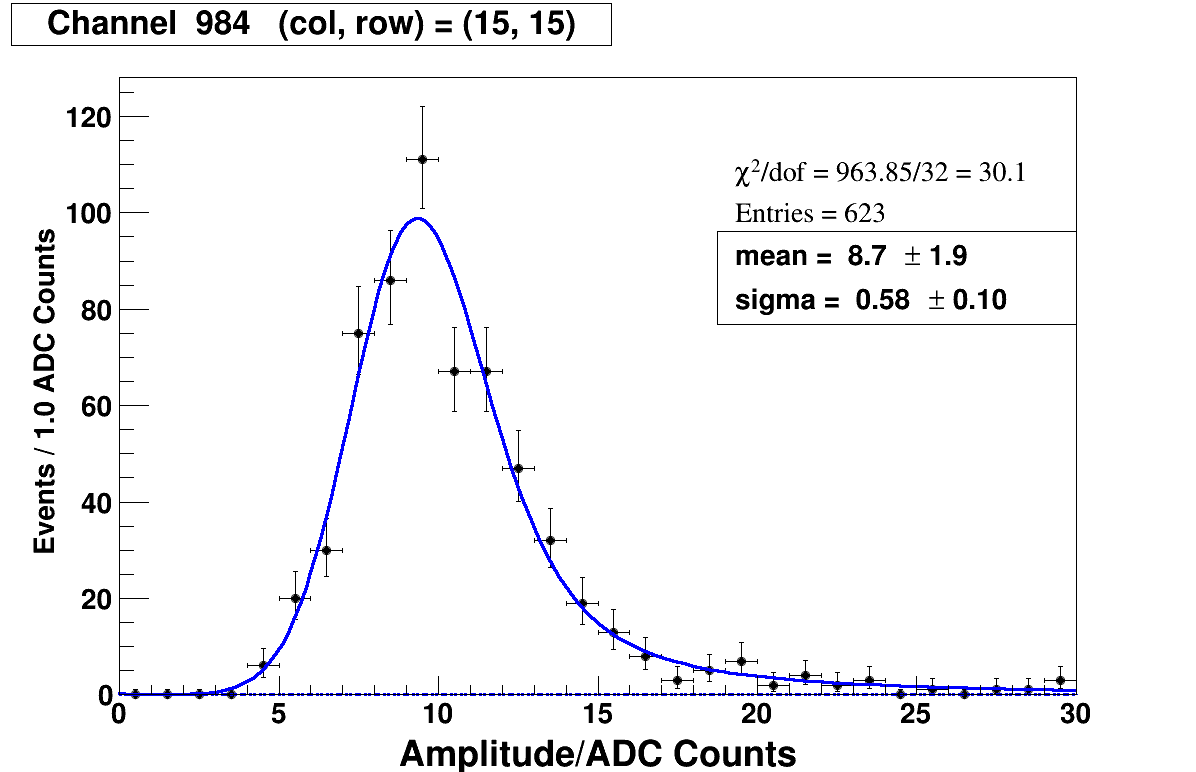 Channel 984 (col, row) = (15, 15)
χ²/dof = 963.85/32 = 30.1
Entries = 623
mean = 8.7 ± 1.9
sigma = 0.58 ± 0.10
Events / 1.0 ADC Counts
120
100
80
60
40
20
0
0 5 10 15 20 25 30
Amplitude/ADC Counts